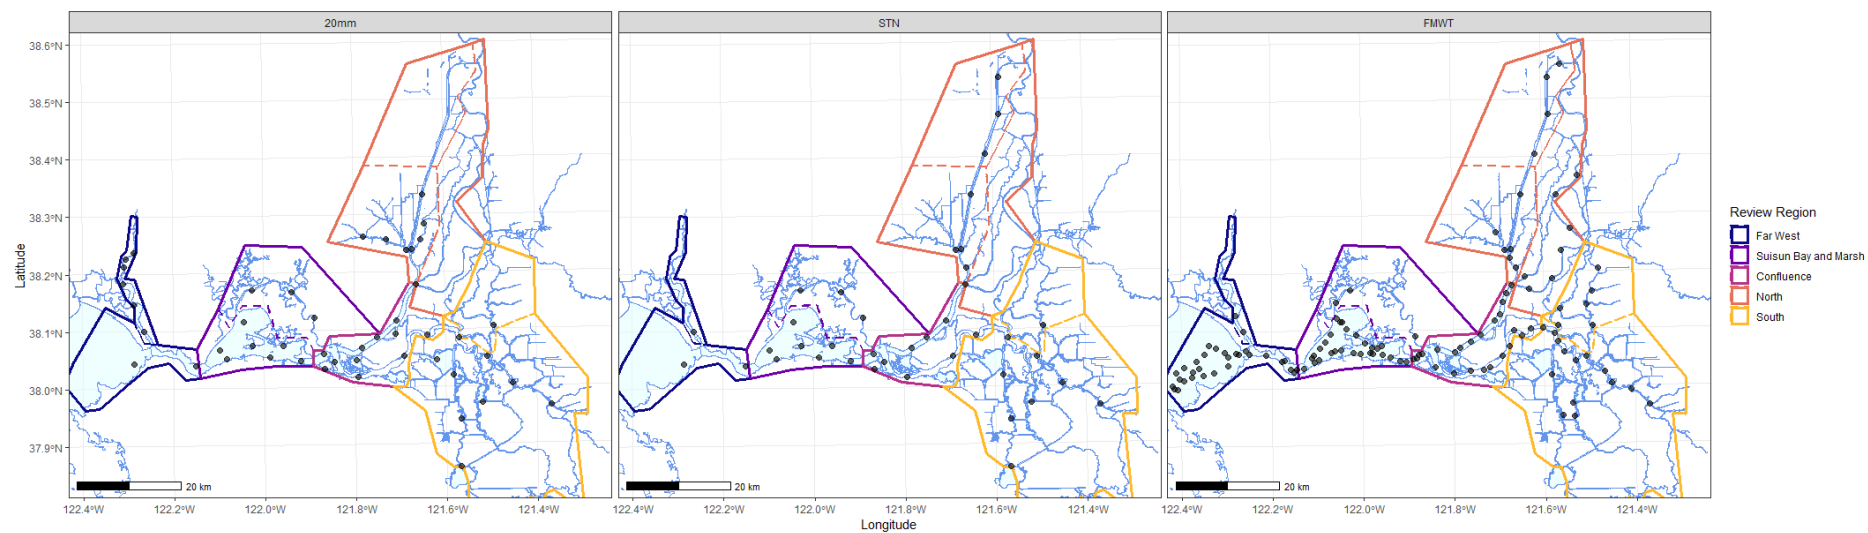 20mm
STN
FMWT
38.6°N
38.5°N
38.4°N
38.3°N
38.2°N
38.1°N
38.0°N
37.9°N
Latitude
20 km
20 km
20 km
122.4°W 122.2°W 122.0°W 121.8°W 121.6°W 121.4°W
122.4°W 122.2°W 122.0°W 121.8°W 121.6°W 121.4°W
122.4°W 122.2°W 122.0°W 121.8°W 121.6°W 121.4°W
Longitude
Review Region
Far West
Suisun Bay and Marsh
Confluence
North
South